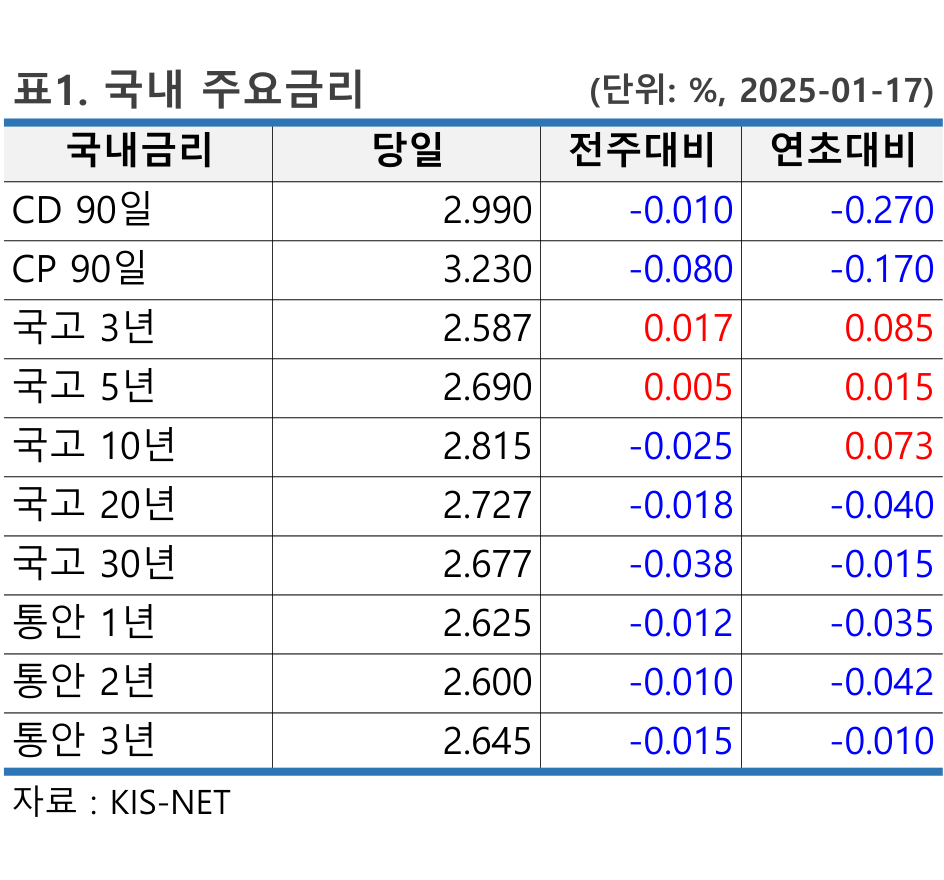 표1. 국내 주요금리 (단위: %, 2025-01-17)
국내금리 당일 전주대비 연초대비
CD 90일 2.990 -0.010 -0.270
CP 90일 3.230 -0.080 -0.170
국고 3년 2.587 0.017 0.085
국고 5년 2.690 0.005 0.015
국고 10년 2.815 -0.025 0.073
국고 20년 2.727 -0.018 -0.040
국고 30년 2.677 -0.038 -0.015
통안 1년 2.625 -0.012 -0.035
통안 2년 2.600 -0.010 -0.042
통안 3년 2.645 -0.015 -0.010
자료 : KIS-NET